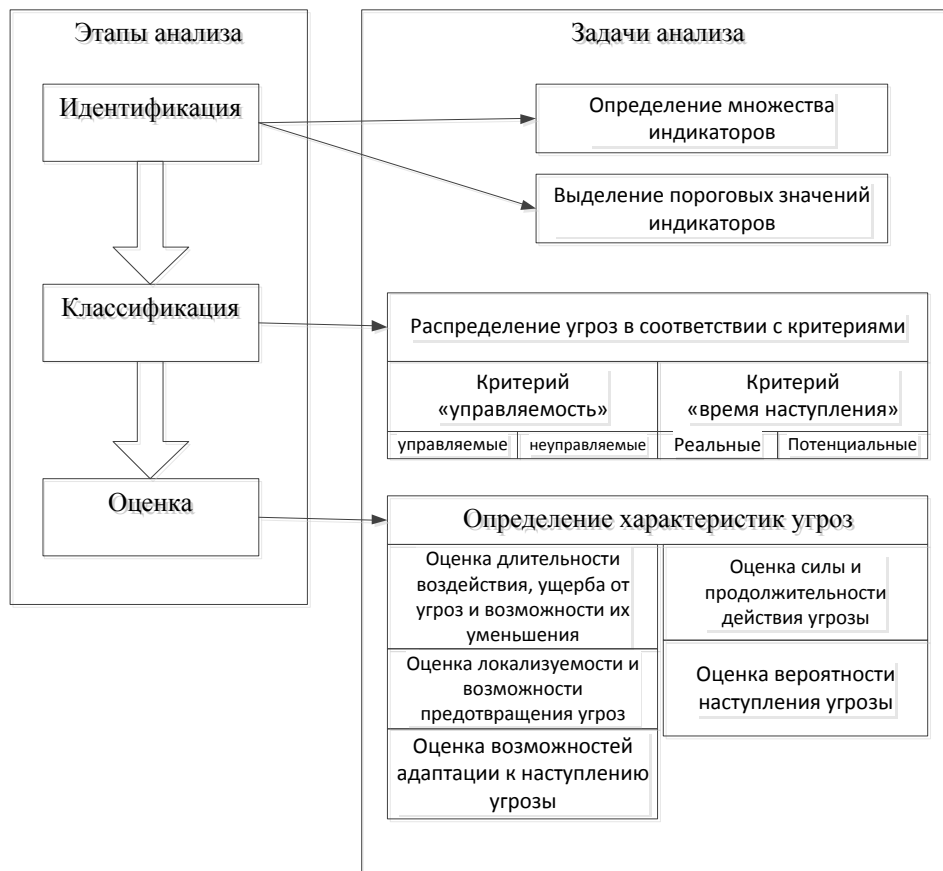 Этапы анализа
Идентификация
Классификация
Оценка
Задачи анализа
Определение множества
индикаторов
Выделение пороговых значений
индикаторов
Распределение угроз в соответствии с критериями
Критерий
«управляемость»
Критерий
«время наступления»
управляемые
неуправляемые
Реальные
Потенциальные
Определение характеристик угроз
Оценка длительности
воздействия, ущерба от
угроз и возможности их
уменьшения
Оценка локализуемости и
возможности
предотвращения угроз
Оценка возможностей
адаптации к наступлению
угрозы
Оценка силы и
продолжительности
действия угрозы
Оценка вероятности
наступления угрозы